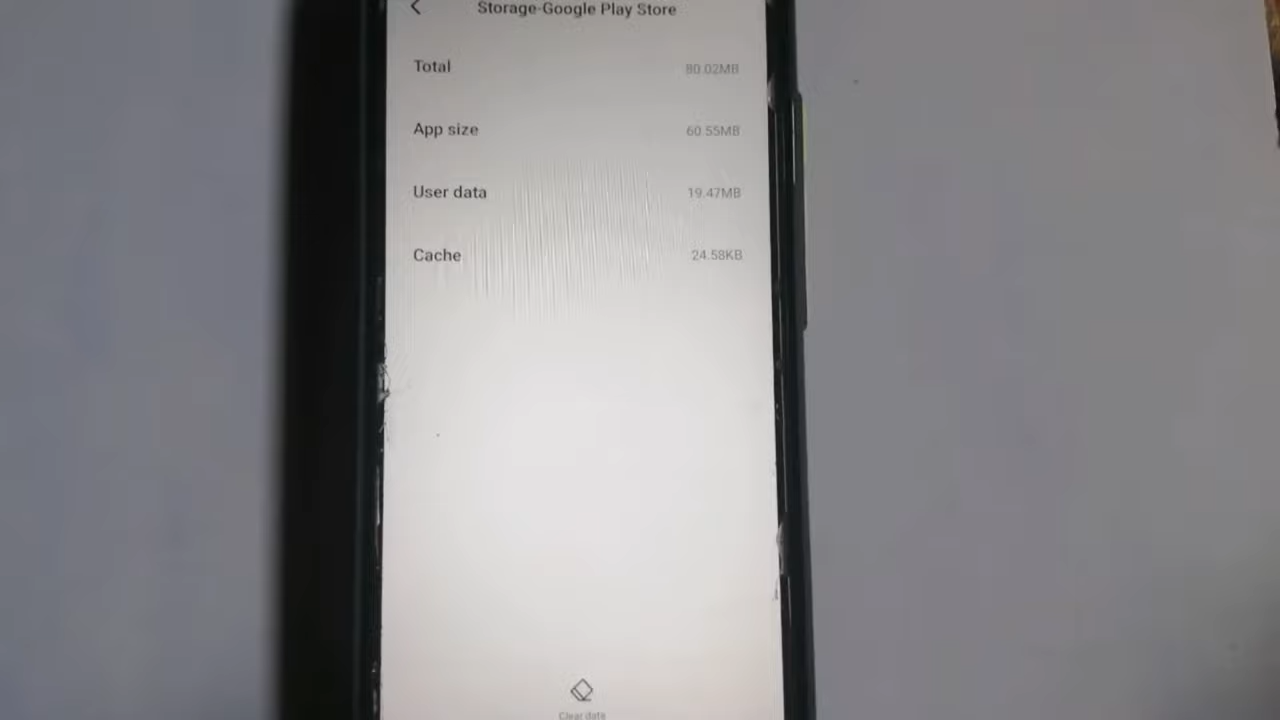 Storage-Google Play Store
Total 80.02MB
App size 60.55MB
User data 19.47MB
Cache 24.58KB
Clear data